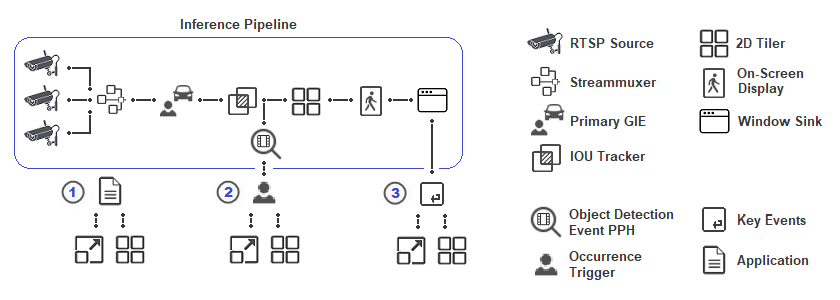 Inference Pipeline
RTSP Source
2D Tiler
Streammuxer
On-Screen
Display
Primary GIE
Window Sink
IOU Tracker
1
2
3
Object Detection
Event PPH
Key Events
Occurrence
Trigger
Application